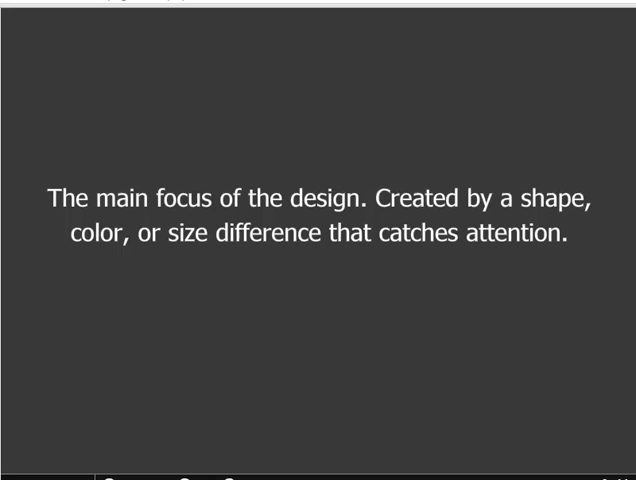 The main focus of the design. Created by a shape,
color, or size difference that catches attention.